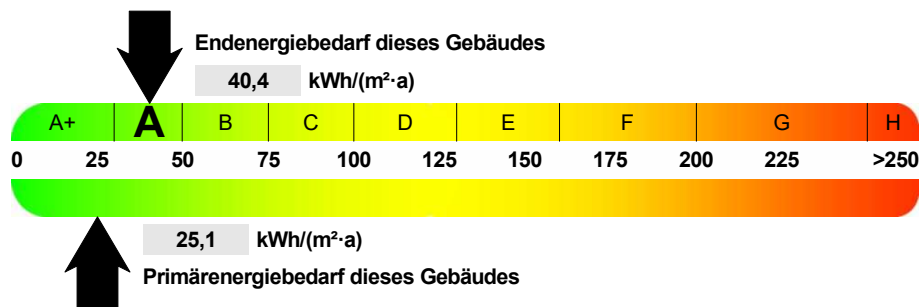 Endenergiebedarf dieses Gebäudes
40,4 kWh/(m²·a)
A+ A B C D E F G H
0 25 50 75 100 125 150 175 200 225 >250
25,1 kWh/(m²·a)
Primärenergiebedarf dieses Gebäudes